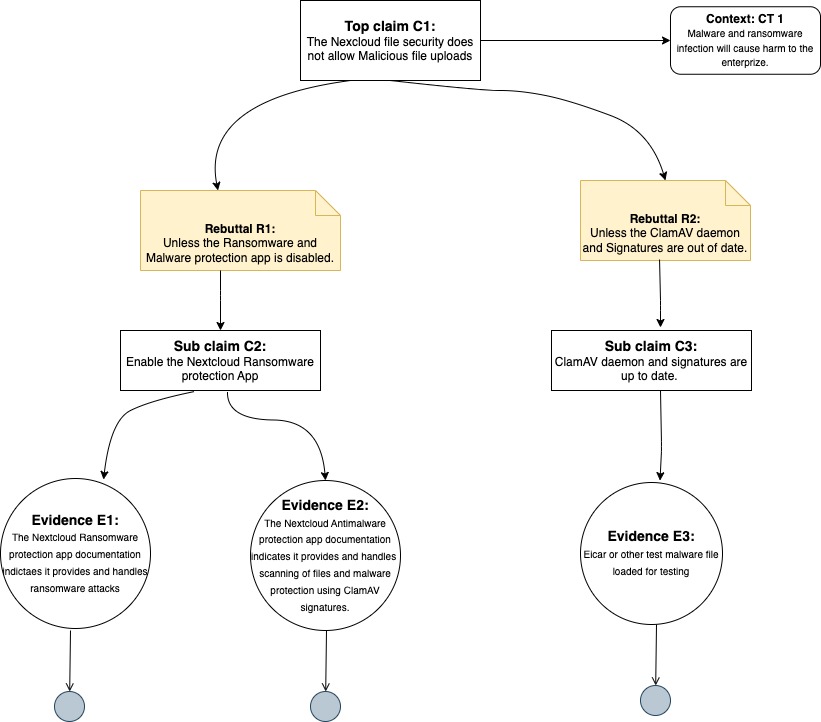 Top claim C1:
The Nexcloud file security does
not allow Malicious file uploads
Context: CT 1
Malware and ransomware
infection will cause harm to the
enterprize.
Rebuttal R1:
Unless the Ransomware and
Malware protection app is disabled.
Rebuttal R2:
Unless the ClamAV daemon
and Signatures are out of date.
Sub claim C2:
Enable the Nextcloud Ransomware
protection App
Sub claim C3:
ClamAV daemon and signatures are
up to date.
Evidence E1:
The Nextcloud Ransomware
protection app documentation
indictaes it provides and handles
ransomware attacks
Evidence E2:
The Nextcloud Antimalware
protection app documentation
indicates it provides and handles
scanning of files and malware
protection using ClamAV
signatures.
Evidence E3:
Eicar or other test malware file
loaded for testing